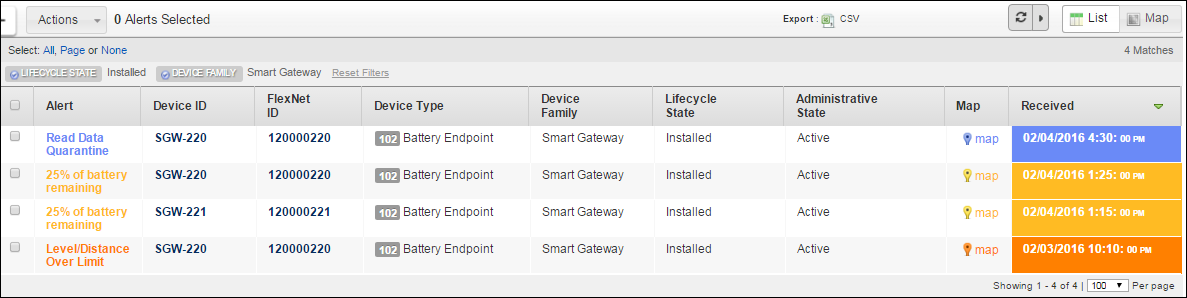 Actions 0 Alerts Selected Export : CSV List Map
Select: All, Page or None 4 Matches
LIFECYCLE STATE Installed DEVICE FAMILY Smart Gateway Reset Filters
Alert Device ID FlexNet ID Device Type Device Family Lifecycle State Administrative State Map Received
Read Data Quarantine SGW-220 120000220 102 Battery Endpoint Smart Gateway Installed Active map 02/04/2016 4:30: 00 PM
25% of battery remaining SGW-220 120000220 102 Battery Endpoint Smart Gateway Installed Active map 02/04/2016 1:25: 00 PM
25% of battery remaining SGW-221 120000221 102 Battery Endpoint Smart Gateway Installed Active map 02/04/2016 1:15: 00 PM
Level/Distance Over Limit SGW-220 120000220 102 Battery Endpoint Smart Gateway Installed Active map 02/03/2016 10:10: 00 PM
Showing 1 - 4 of 4 | 100 Per page